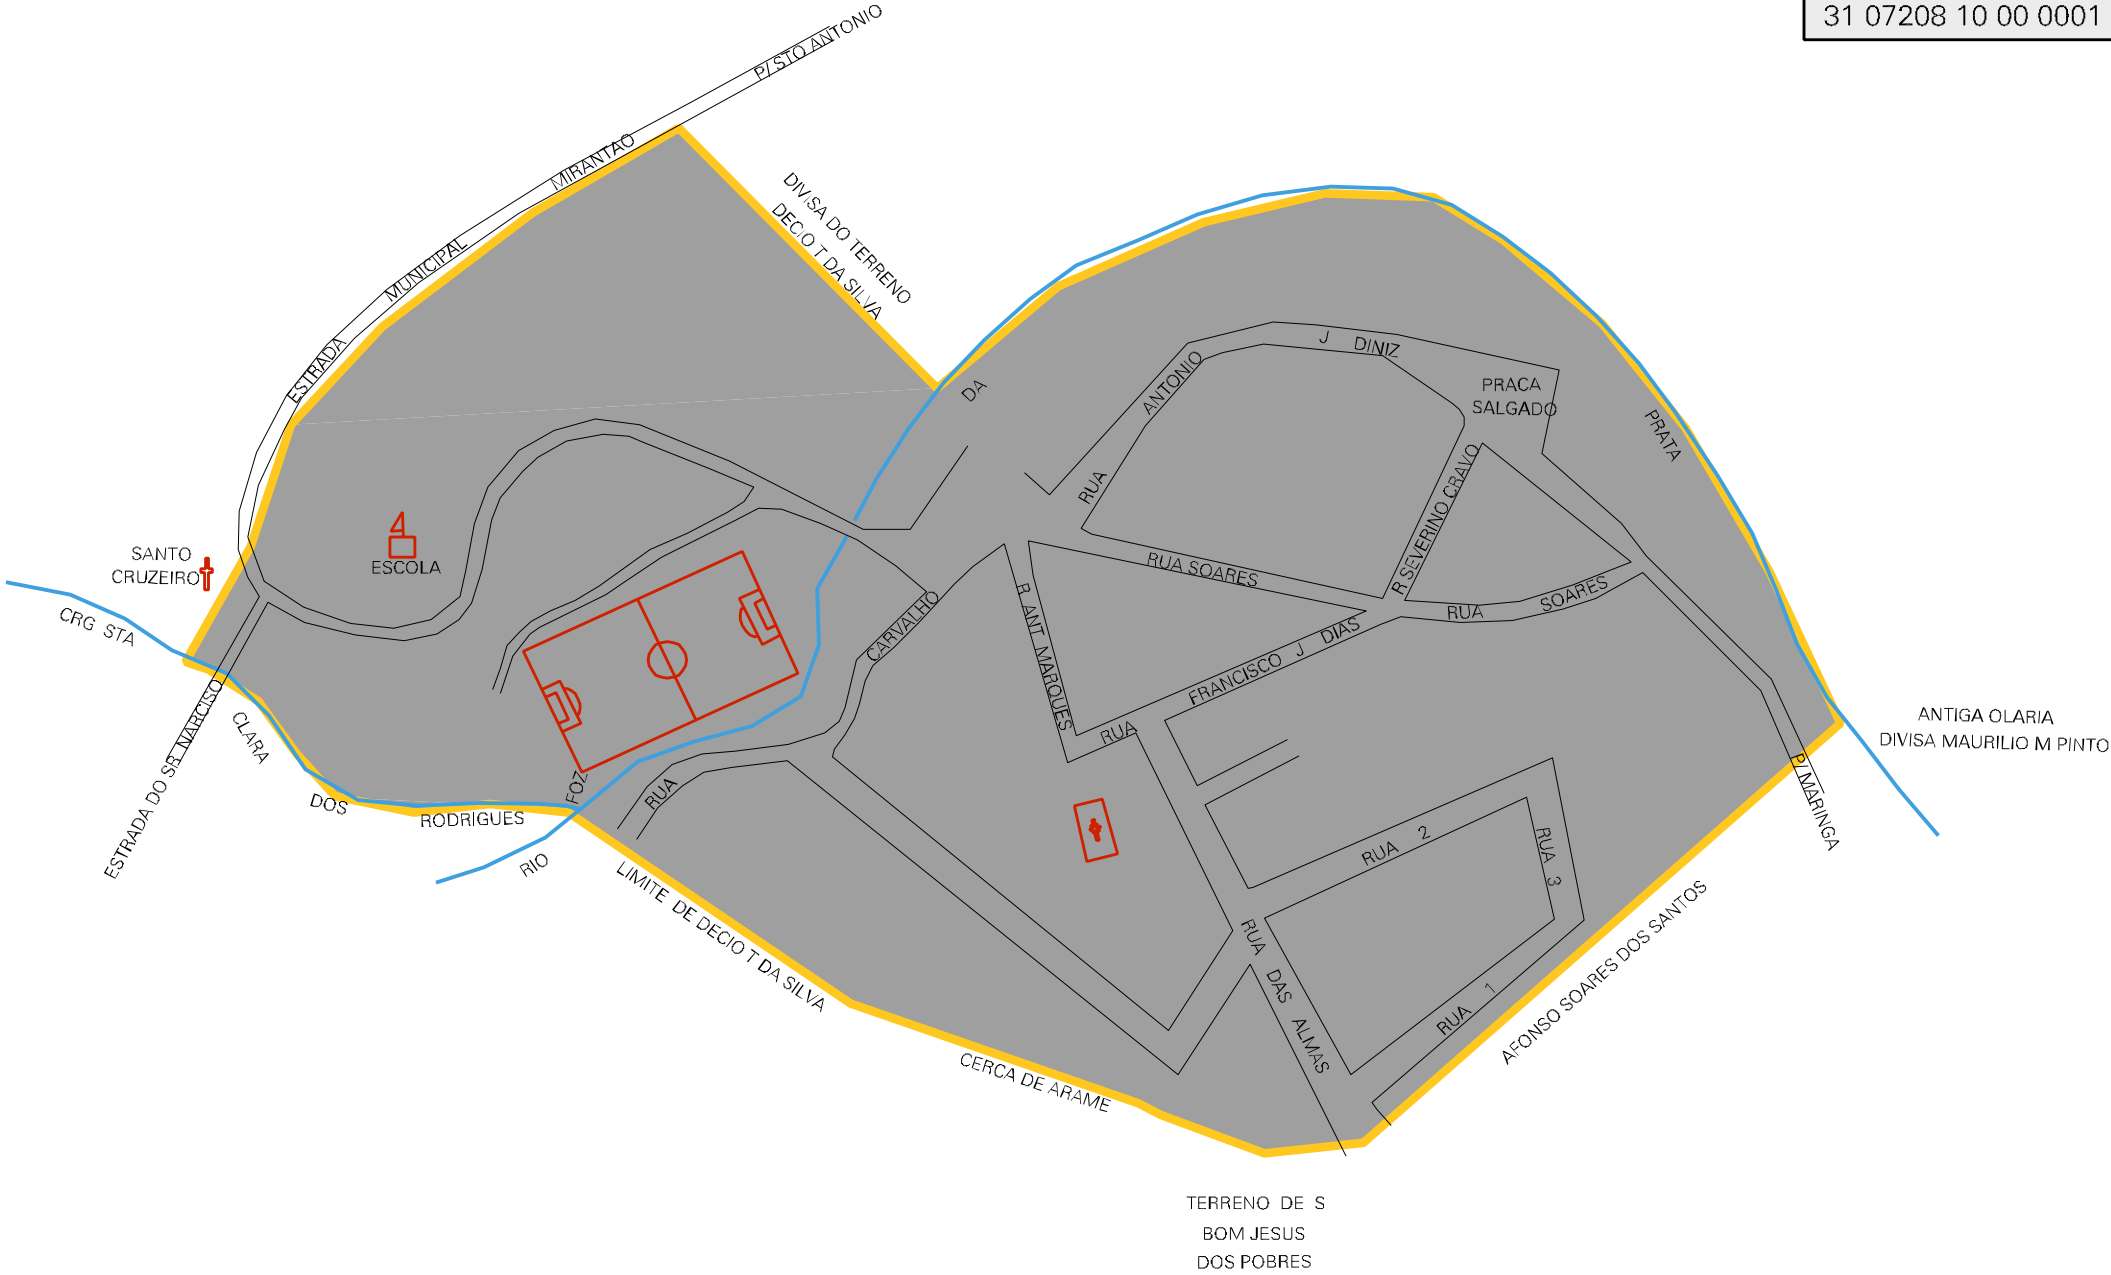 31 07208 10 00 0001
P/ STO ANTONIO
ESTRADA MUNICIPAL MIRANTAO
DIVISA DO TERRENO
DECIO T DA SILVA
RUA ANTONIO J DINIZ
PRACA
SALGADO
RIO DA PRATA
FOZ
R SEVERINO CRAVO
RUA SOARES
RUA SOARES
SANTO
CRUZEIRO
ESCOLA
CRG STA CLARA DOS RODRIGUES
ESTRADA DO SR NARCISO
RUA CARVALHO
R ANT MARQUES
RUA FRANCISCO J DIAS
ANTIGA OLARIA
DIVISA MAURILIO M PINTO
P/ MARINGA
RUA 2
RUA 3
RUA 1
RUA DAS ALMAS
AFONSO SOARES DOS SANTOS
LIMITE DE DECIO T DA SILVA
CERCA DE ARAME
TERRENO DE S
BOM JESUS
DOS POBRES